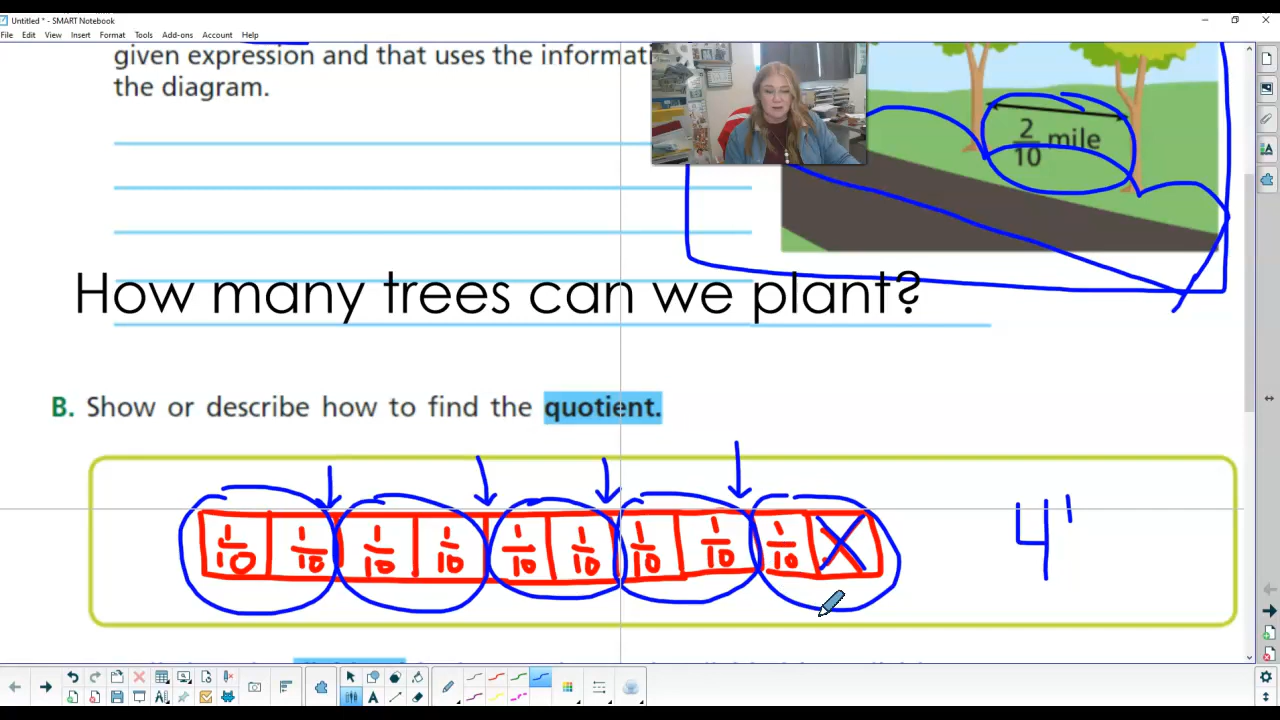 Untitled * - SMART Notebook
File Edit View Insert Format Tools Add-ons Account Help
given expression and that uses the informati
the diagram.
2/10 mile
How many trees can we plant?
B. Show or describe how to find the quotient.
1/10 1/10 1/10 1/10 1/10 1/10 1/10 1/10 1/10 X
4'